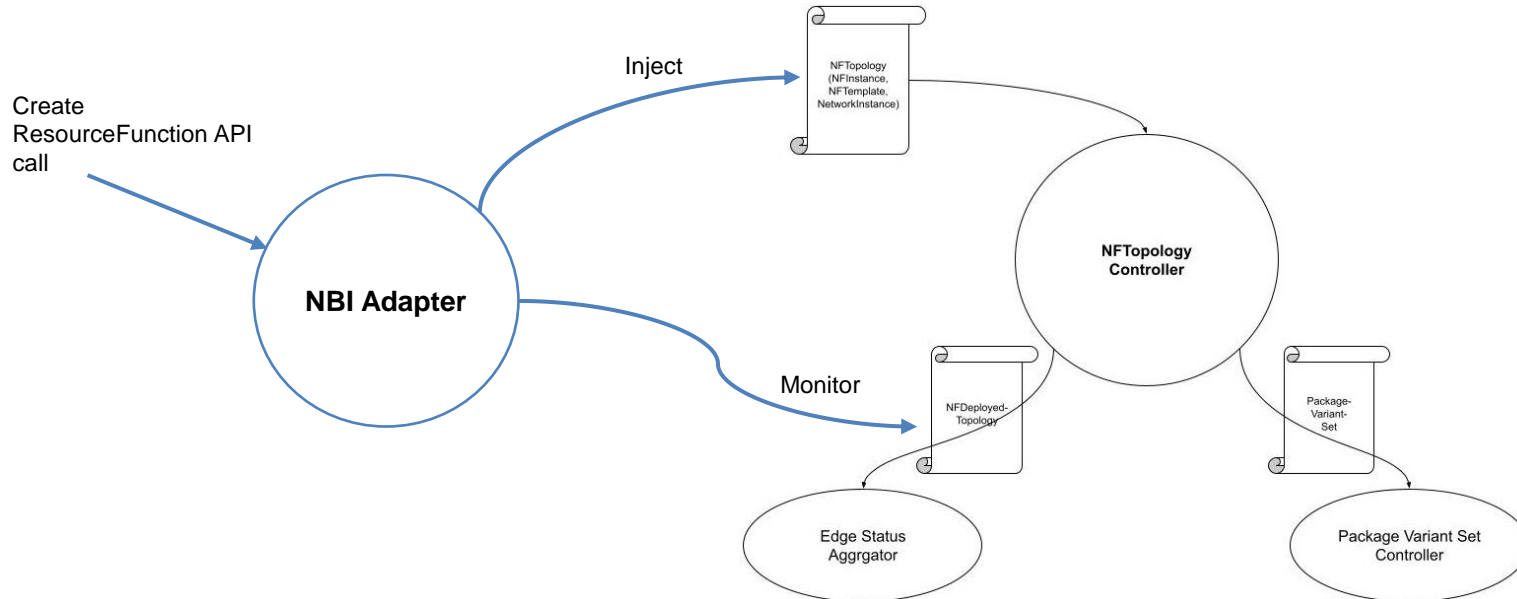 Create
ResourceFunction API
call
NBI Adapter
Inject
Monitor
NFTopology
(NFInstance,
NFTemplate,
NetworkInstance)
NFTopology
Controller
NFDeployed-
Topology
Package-
Variant-
Set
Edge Status
Aggrgator
Package Variant Set
Controller